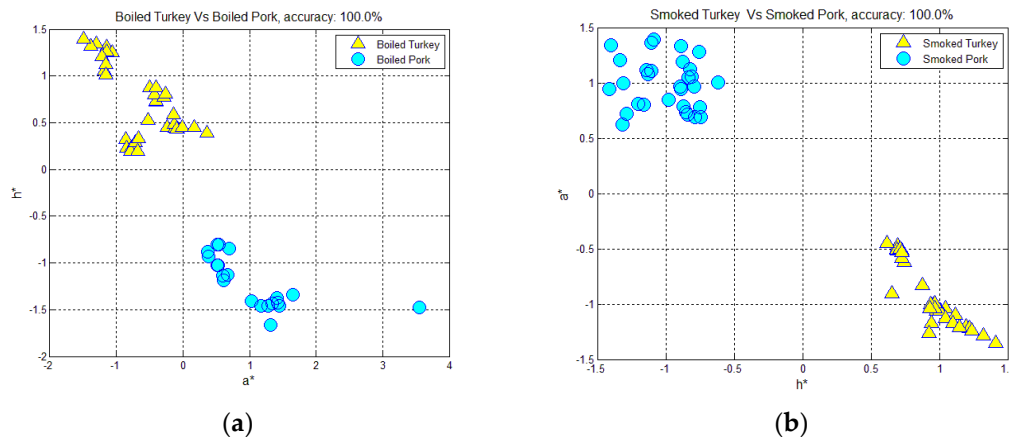 Boiled Turkey Vs Boiled Pork, accuracy: 100.0%
1.5
1
0.5
0
-0.5
-1
-1.5
-2
h*
-2
-1
0
1
2
3
4
a*
Boiled Turkey
Boiled Pork
(a)
Smoked Turkey Vs Smoked Pork, accuracy: 100.0%
1.5
1
0.5
0
-0.5
-1
-1.5
a*
-1.5
-1
-0.5
0
0.5
1
h*
Smoked Turkey
Smoked Pork
(b)